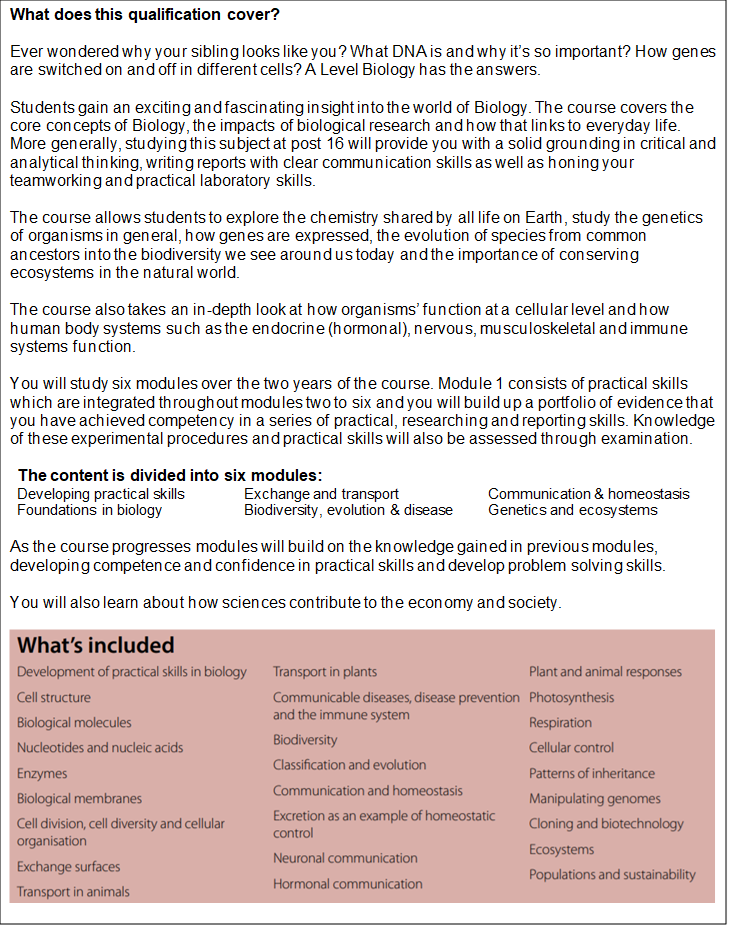 What does this qualification cover?
Ever wondered why your sibling looks like you? What DNA is and why it's so important? How genes
are switched on and off in different cells? A Level Biology has the answers.
Students gain an exciting and fascinating insight into the world of Biology. The course covers the
core concepts of Biology, the impacts of biological research and how that links to everyday life.
More generally, studying this subject at post 16 will provide you with a solid grounding in critical and
analytical thinking, writing reports with clear communication skills as well as honing your
teamworking and practical laboratory skills.
The course allows students to explore the chemistry shared by all life on Earth, study the genetics
of organisms in general, how genes are expressed, the evolution of species from common
ancestors into the biodiversity we see around us today and the importance of conserving
ecosystems in the natural world.
The course also takes an in-depth look at how organisms' function at a cellular level and how
human body systems such as the endocrine (hormonal), nervous, musculoskeletal and immune
systems function.
You will study six modules over the two years of the course. Module 1 consists of practical skills
which are integrated throughout modules two to six and you will build up a portfolio of evidence that
you have achieved competency in a series of practical, researching and reporting skills. Knowledge
of these experimental procedures and practical skills will also be assessed through examination.
The content is divided into six modules:
Developing practical skills Exchange and transport Communication & homeostasis
Foundations in biology Biodiversity, evolution & disease Genetics and ecosystems
As the course progresses modules will build on the knowledge gained in previous modules,
developing competence and confidence in practical skills and develop problem solving skills.
You will also learn about how sciences contribute to the economy and society.
What's included
Development of practical skills in biology
Cell structure
Biological molecules
Nucleotides and nucleic acids
Enzymes
Biological membranes
Cell division, cell diversity and cellular
organisation
Exchange surfaces
Transport in animals
Transport in plants
Communicable diseases, disease prevention
and the immune system
Biodiversity
Classification and evolution
Communication and homeostasis
Excretion as an example of homeostatic
control
Neuronal communication
Hormonal communication
Plant and animal responses
Photosynthesis
Respiration
Cellular control
Patterns of inheritance
Manipulating genomes
Cloning and biotechnology
Ecosystems
Populations and sustainability